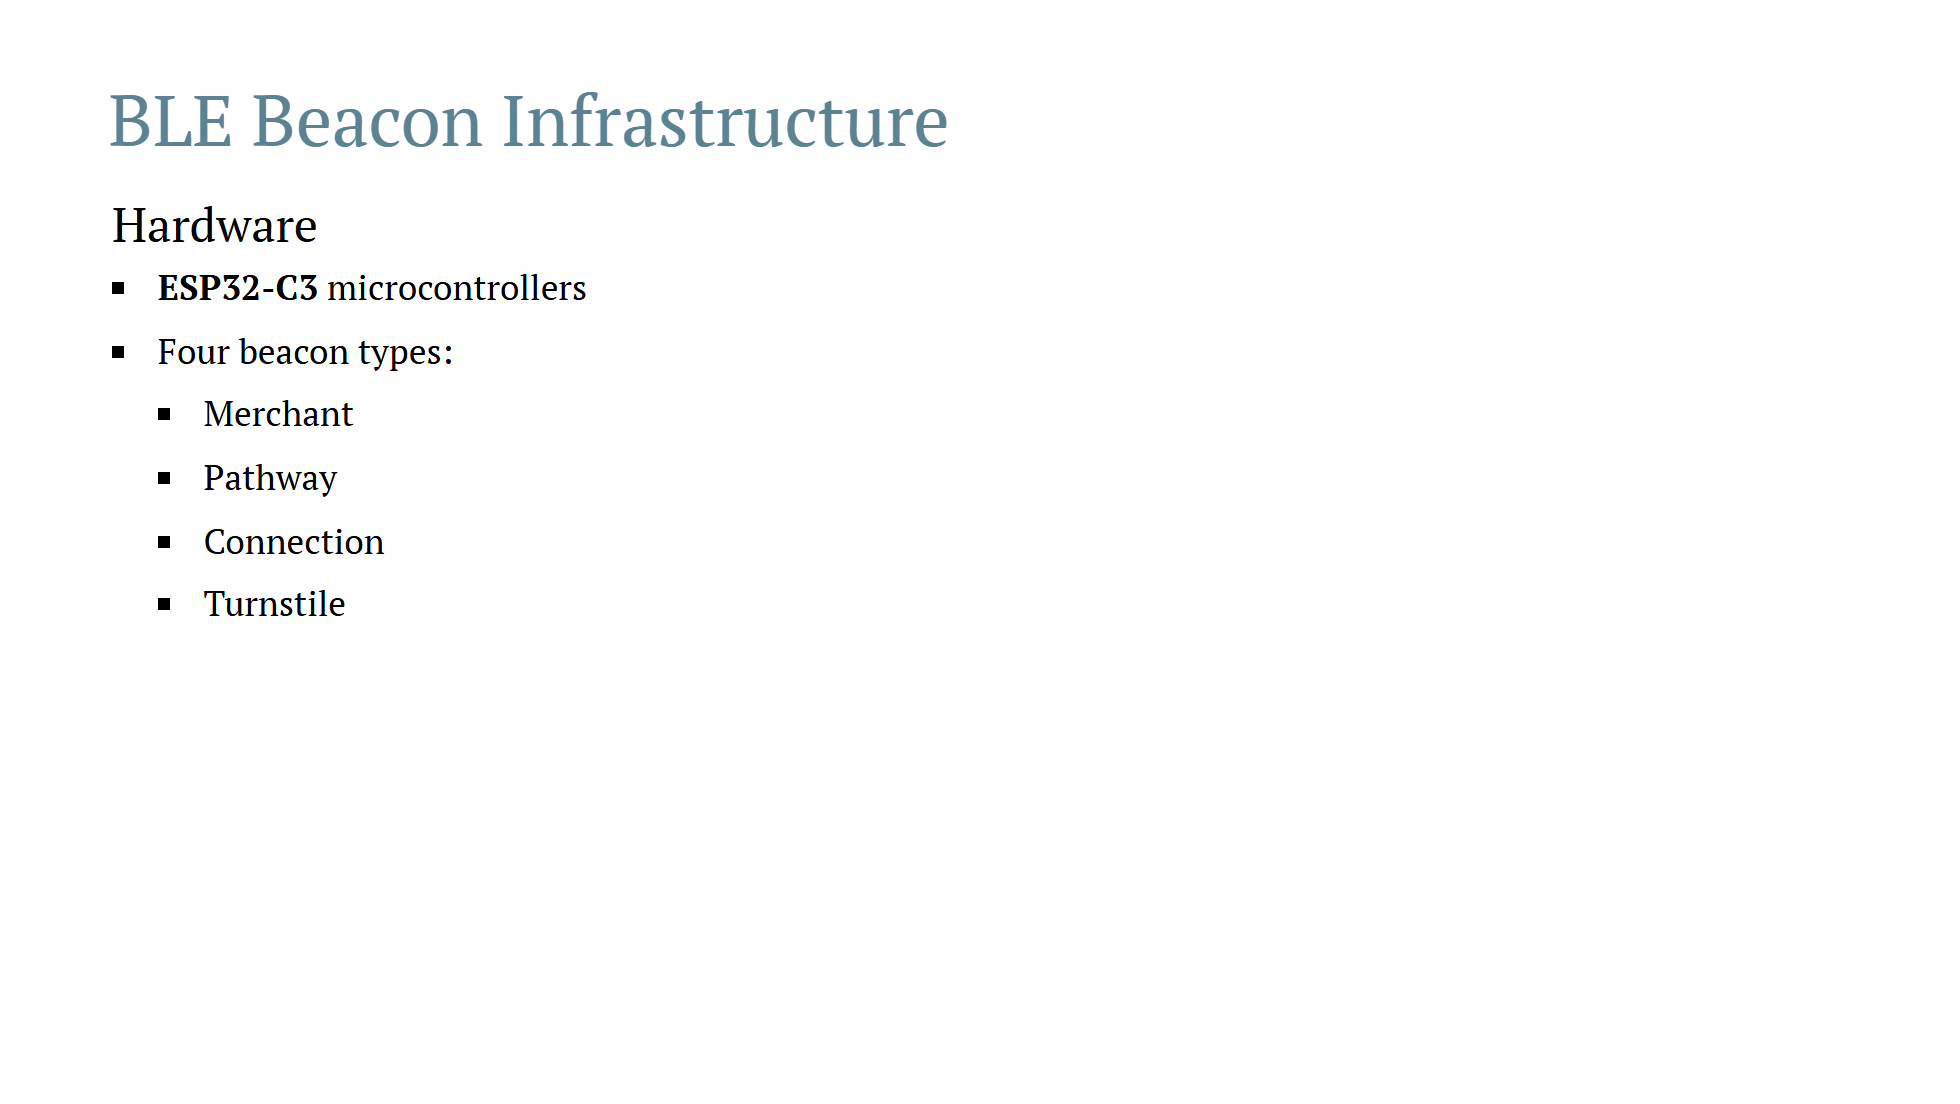 BLE Beacon Infrastructure
Hardware
▪ ESP32-C3 microcontrollers
▪ Four beacon types:
▪ Merchant
▪ Pathway
▪ Connection
▪ Turnstile